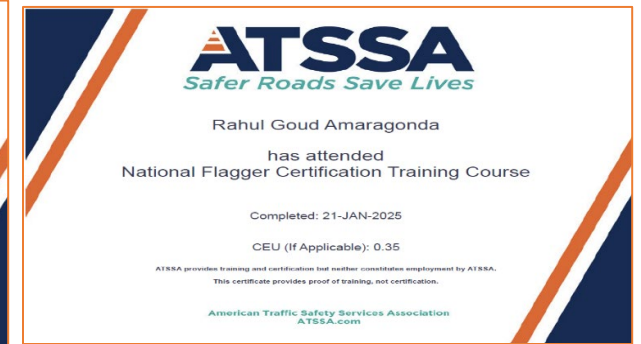 ATSSA
Safer Roads Save Lives
Rahul Goud Amaragonda
has attended
National Flagger Certification Training Course
Completed: 21-JAN-2025
CEU (If Applicable): 0.35
ATSSA provides training and certification but neither constitutes employment by ATSSA.
This certificate provides proof of training, not certification.
American Traffic Safety Services Association
ATSSA.com